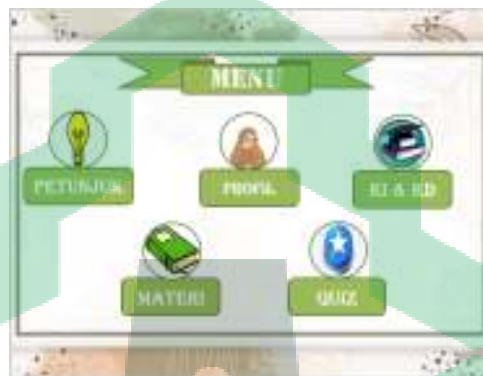 MENU
PETUNJUK
PROFIL
KI & KD
MATERI
QUIZ